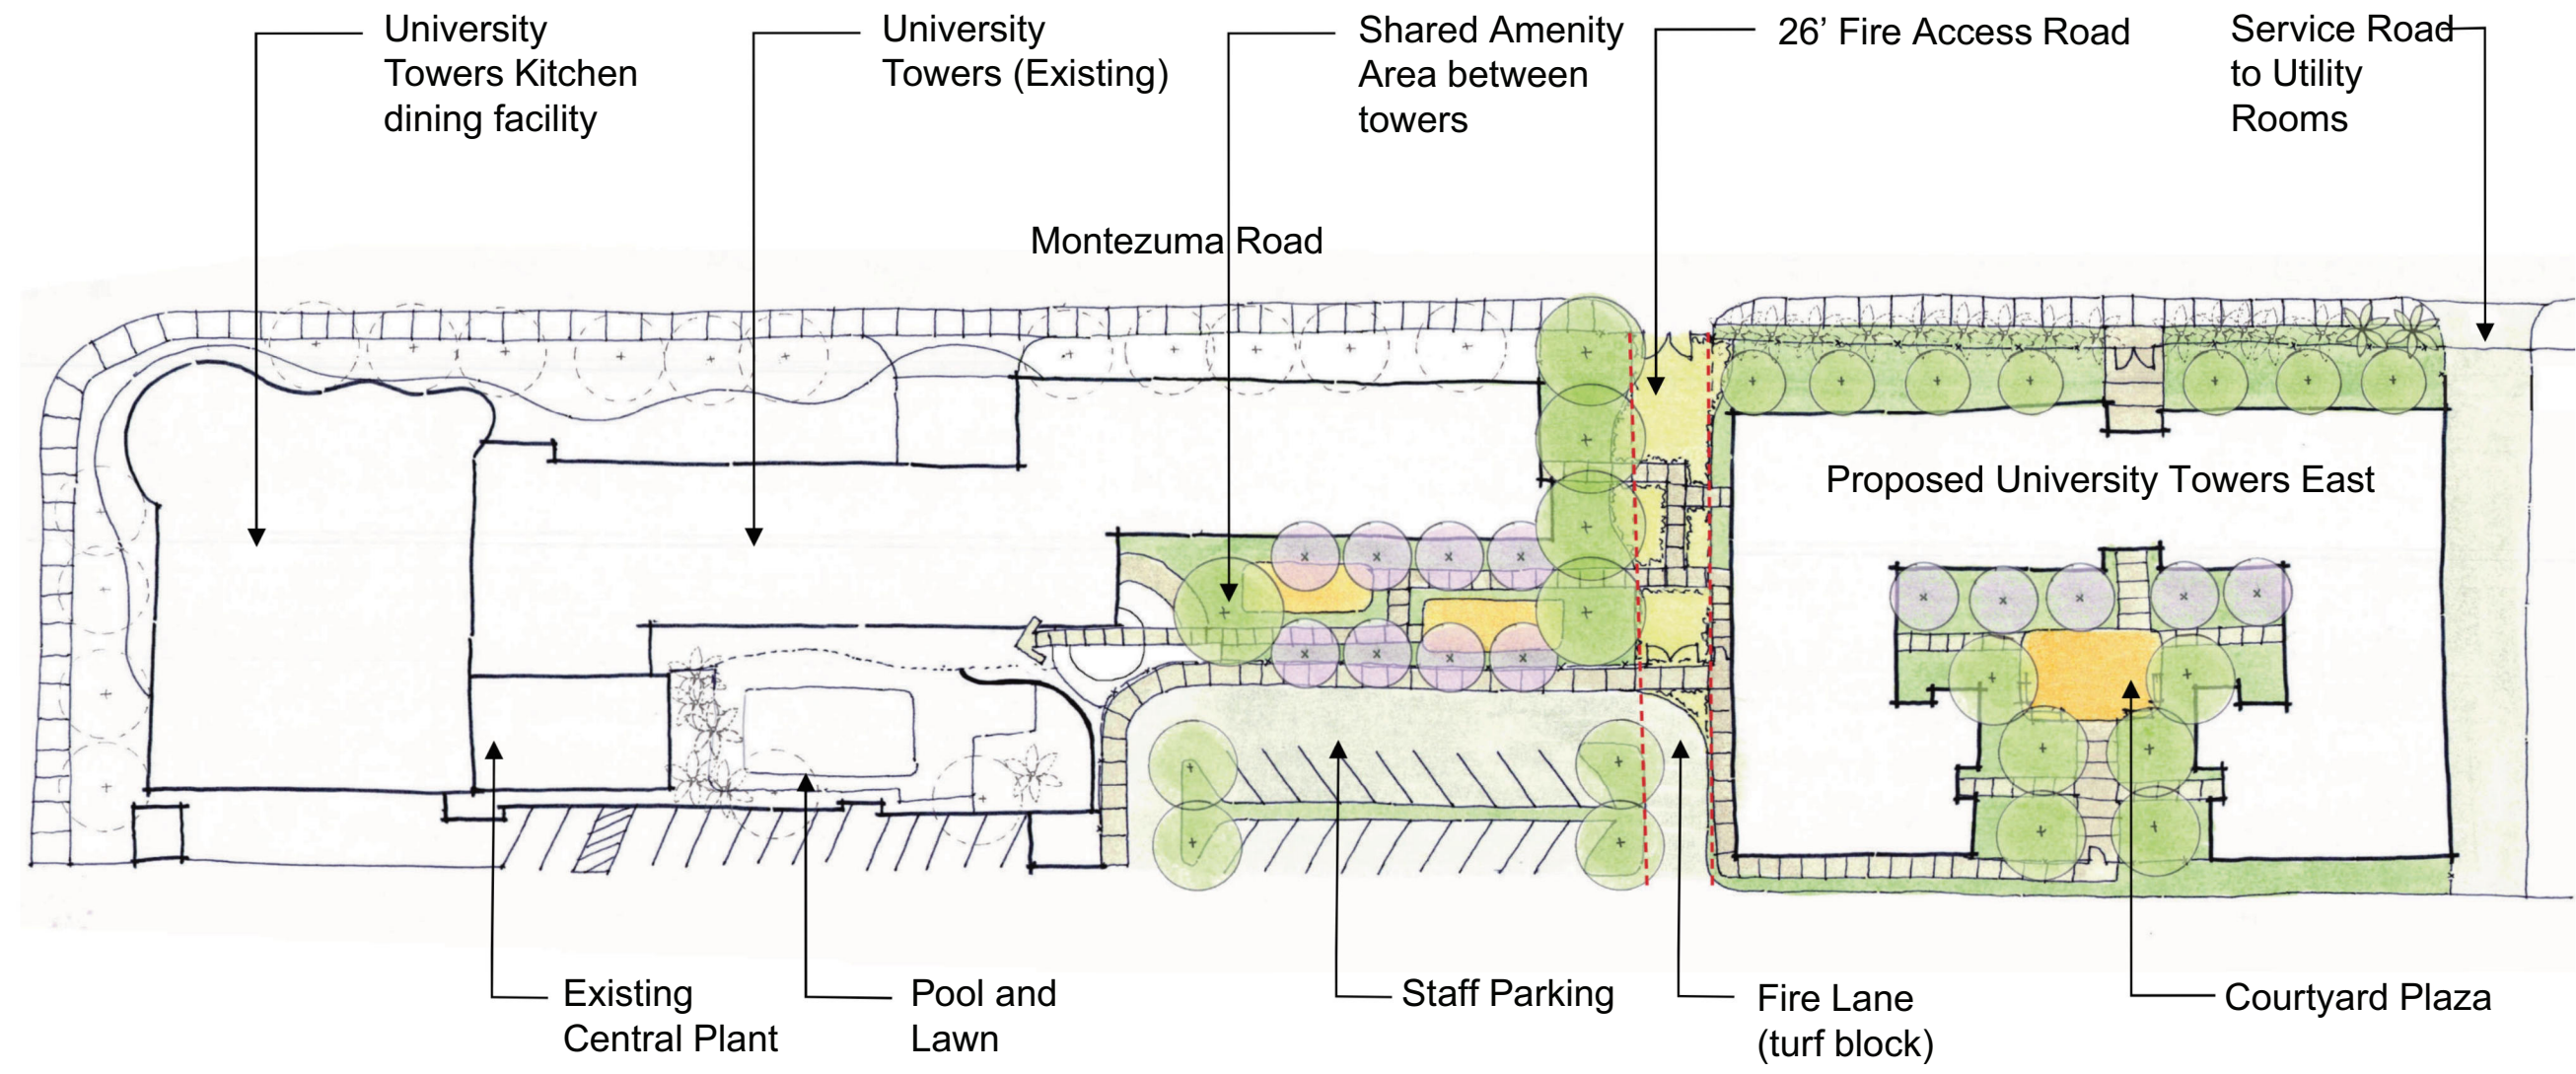 University
Towers Kitchen
dining facility
University
Towers (Existing)
Shared Amenity
Area between
towers
26’ Fire Access Road
Service Road
to Utility
Rooms
Montezuma Road
Proposed University Towers East
Existing
Central Plant
Pool and
Lawn
Staff Parking
Fire Lane
(turf block)
Courtyard Plaza